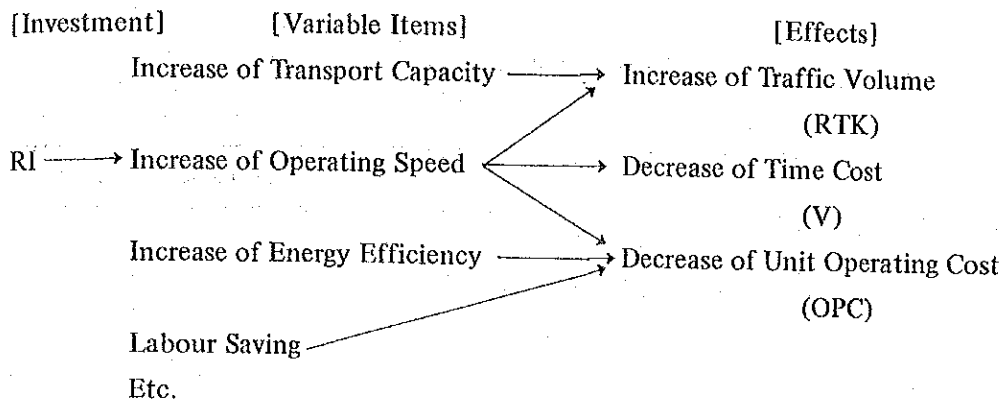 [Investment] [Variable Items] [Effects]
Increase of Transport Capacity Increase of Traffic Volume
(RTK)
RI Increase of Operating Speed Decrease of Time Cost
(V)
Increase of Energy Efficiency Decrease of Unit Operating Cost
(OPC)
Labour Saving
Etc.